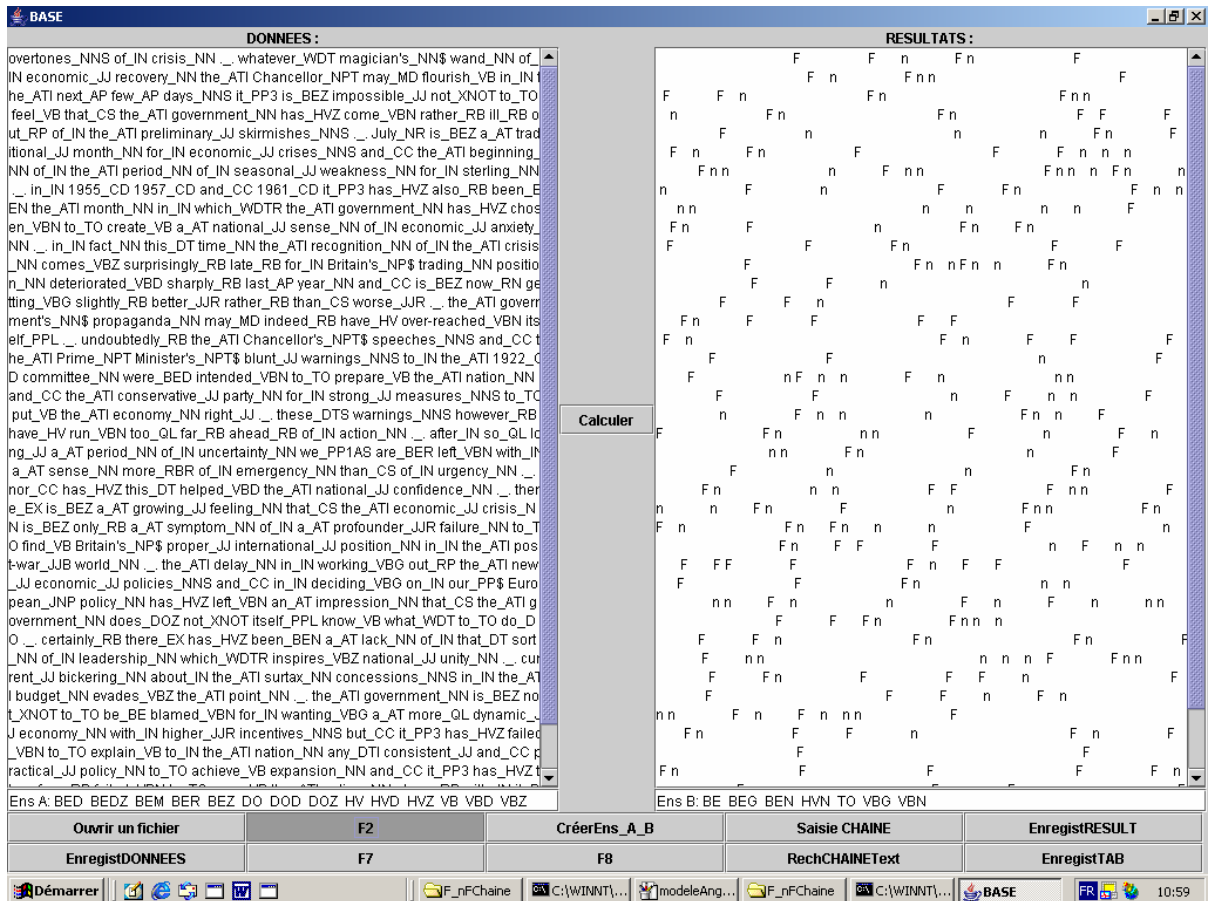 BASE
DONNEES :
RESULTATS :
overtones_NNS of_IN crisis_NN ._. whatever_WDT magician's_NN$ wand_NN of_
IN economic_JJ recovery_NN the_ATI Chancellor_NPT may_MD flourish_VB in_IN t
he_ATI next_AP few_AP days_NNS it_PP3 is_BEZ impossible_JJ not_XNOT to_TO
feel_VB that_CS the_ATI government_NN has_HVZ come_VBN rather_RB ill_RB o
ut_RP of_IN the_ATI preliminary_JJ skirmishes_NNS ._. July_NR is_BEZ a_AT trad
itional_JJ month_NN for_IN economic_JJ crises_NNS and_CC the_ATI beginning_
NN of_IN the_ATI period_NN of_IN seasonal_JJ weakness_NN for_IN sterling_NN
._. in_IN 1955_CD 1957_CD and_CC 1961_CD it_PP3 has_HVZ also_RB been_B
EN the_ATI month_NN in_IN which_WDTR the_ATI government_NN has_HVZ chos
en_VBN to_TO create_VB a_AT national_JJ sense_NN of_IN economic_JJ anxiety_
NN ._. in_IN fact_NN this_DT time_NN the_ATI recognition_NN of_IN the_ATI crisis
_NN comes_VBZ surprisingly_RB late_RB for_IN Britain's_NP$ trading_NN positio
n_NN deteriorated_VBD sharply_RB last_AP year_NN and_CC is_BEZ now_RN ge
tting_VBG slightly_RB better_JJR rather_RB than_CS worse_JJR ._. the_ATI govern
ment's_NN$ propaganda_NN may_MD indeed_RB have_HV over-reached_VBN its
elf_PPL ._. undoubtedly_RB the_ATI Chancellor's_NPT$ speeches_NNS and_CC t
he_ATI Prime_NPT Minister's_NPT$ blunt_JJ warnings_NNS to_IN the_ATI 1922_C
D committee_NN were_BED intended_VBN to_TO prepare_VB the_ATI nation_NN
and_CC the_ATI conservative_JJ party_NN for_IN strong_JJ measures_NNS to_TO
put_VB the_ATI economy_NN right_JJ ._. these_DTS warnings_NNS however_RB
have_HV run_VBN too_QL far_RB ahead_RB of_IN action_NN ._. after_IN so_QL lo
ng_JJ a_AT period_NN of_IN uncertainty_NN we_PP1AS are_BER left_VBN with_IN
a_AT sense_NN more_RBR of_IN emergency_NN than_CS of_IN urgency_NN ._.
nor_CC has_HVZ this_DT helped_VBD the_ATI national_JJ confidence_NN ._. ther
e_EX is_BEZ a_AT growing_JJ feeling_NN that_CS the_ATI economic_JJ crisis_N
N is_BEZ only_RB a_AT symptom_NN of_IN a_AT profounder_JJR failure_NN to_T
O find_VB Britain's_NP$ proper_JJ international_JJ position_NN in_IN the_ATI pos
t-war_JJB world_NN ._. the_ATI delay_NN in_IN working_VBG out_RP the_ATI new
_JJ economic_JJ policies_NNS and_CC in_IN deciding_VBG on_IN our_PP$ Euro
pean_JNP policy_NN has_HVZ left_VBN an_AT impression_NN that_CS the_ATI g
overnment_NN does_DOZ not_XNOT itself_PPL know_VB what_WDT to_TO do_D
O ._. certainly_RB there_EX has_HVZ been_BEN a_AT lack_NN of_IN that_DT sort
_NN of_IN leadership_NN which_WDTR inspires_VBZ national_JJ unity_NN ._. cur
rent_JJ bickering_NN about_IN the_ATI surtax_NN concessions_NNS in_IN the_AT
I budget_NN evades_VBZ the_ATI point_NN ._. the_ATI government_NN is_BEZ no
t_XNOT to_TO be_BE blamed_VBN for_IN wanting_VBG a_AT more_QL dynamic_J
J economy_NN with_IN higher_JJR incentives_NNS but_CC it_PP3 has_HVZ failed
_VBN to_TO explain_VB to_IN the_ATI nation_NN any_DTI consistent_JJ and_CC p
ractical_JJ policy_NN to_TO achieve_VB expansion_NN and_CC it_PP3 has_HVZ t
F F n F n F
F n F n n F
F F n F n F n n
n F n F n F F F
F n n n F n F
F n F n F F F n n n
F n n n F n n F n n n F n n
n F n F F n F n n
n n n n n n F
F n F n F n F n
F F F n F F
F F n n F n n F n
F F n n
F F n F F
F n F F F F
F n F n F F F
F F n F
F n F n n F n n n
F F n n F
n F n n n F n n F
F n n n F n F n
n n F n n F
F n n F n
F n n n F F F n n F
n n F n F n F n n F n
F n F n F n n F n
F n F F F n F n n
F F F F F n n F F
F F F n n n
n n F n n F n F n n n
F F F n F n n n
F F n F n F
F n n n n n F F n n
F F n F F F n F
F F F n F n
n n F n F n n n F
F n F F n F n F
F F
F n F F F F n
Calculer
Ens A: BED BEDZ BEM BER BEZ DO DOD DOZ HV HVD HVZ VB VBD VBZ
Ens B: BE BEG BEN HVN TO VBG VBN
Ouvrir un fichier
F2
CréerEns_A_B
Saisie CHAINE
EnregistRESULT
EnregistDONNEES
F7
F8
RechCHAINEText
EnregistTAB
Démarrer
F_nFChaine
C:\WINNT\...
modeleAng...
F_nFChaine
C:\WINNT\...
BASE
FR
10:59